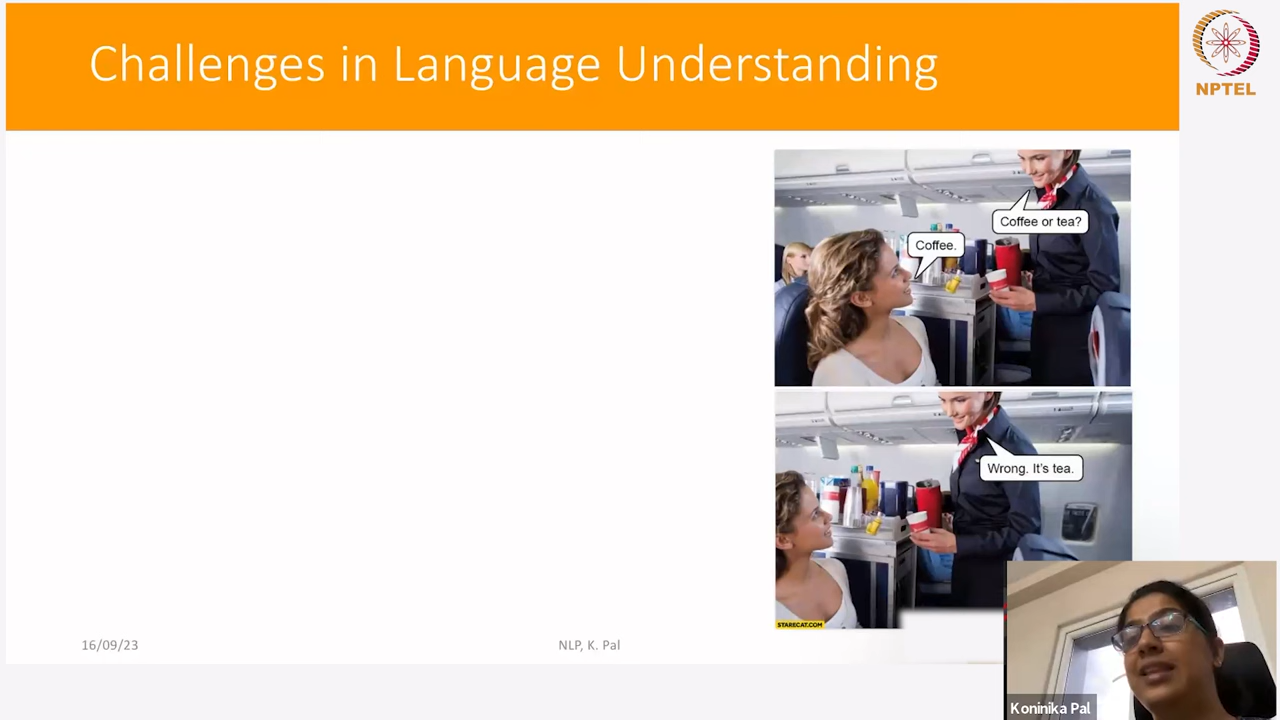 Challenges in Language Understanding
NPTEL
Coffee or tea?
Coffee.
Wrong. It's tea.
STARECAT.COM
16/09/23
NLP, K. Pal
Koninika Pal